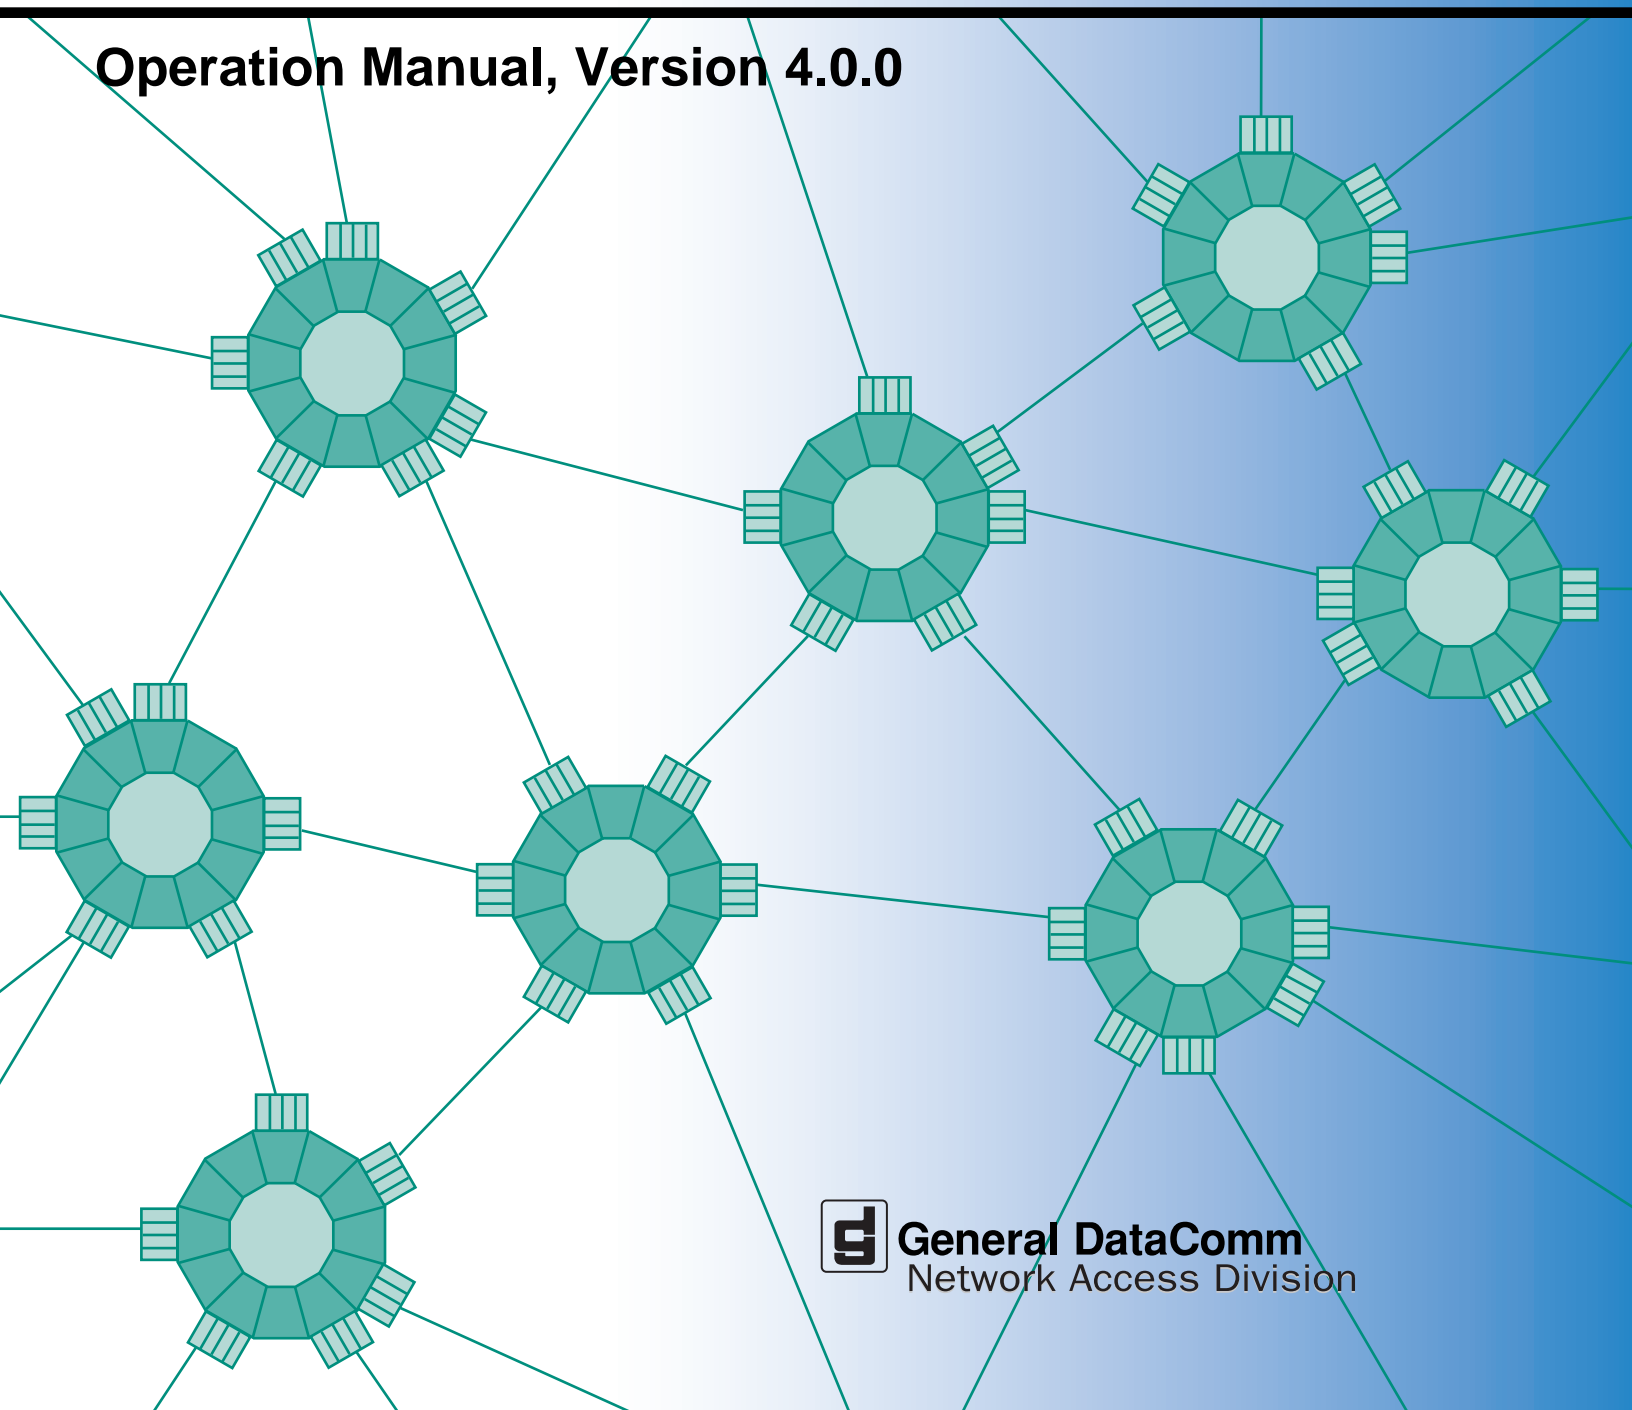 Operation Manual, Version 4.0.0
General DataComm
Network Access Division